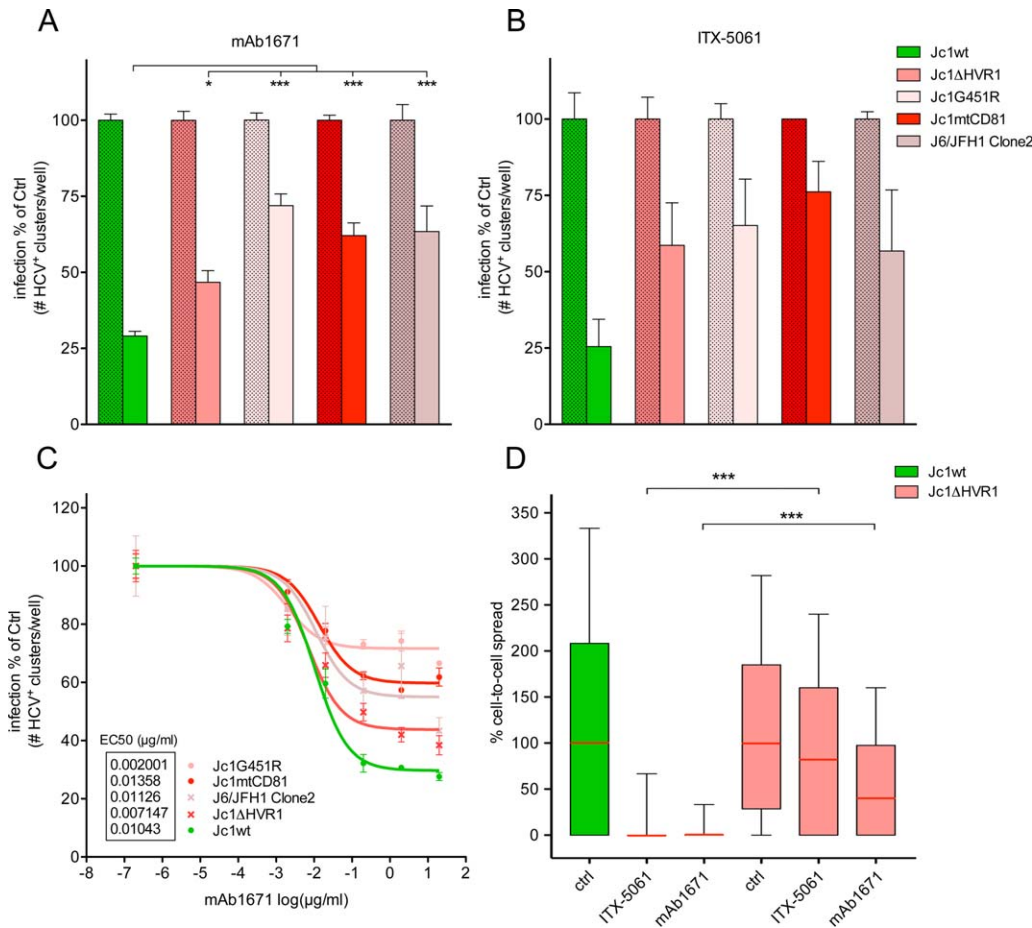 A
mAb1671
* *** *** ***
infection % of Ctrl
(# HCV⁺ clusters/well)
100
75
50
25
0
B
ITX-5061
infection % of Ctrl
(# HCV⁺ clusters/well)
100
75
50
25
0
Jc1wt
Jc1ΔHVR1
Jc1G451R
Jc1mtCD81
J6/JFH1 Clone2
C
infection % of Ctrl
(# HCV⁺ clusters/well)
120
100
80
60
40
20
0
EC50 (µg/ml)
0.002001 Jc1G451R
0.01358 Jc1mtCD81
0.01126 J6/JFH1 Clone2
0.007147 Jc1ΔHVR1
0.01043 Jc1wt
-8 -7 -6 -5 -4 -3 -2 -1 0 1 2
mAb1671 log(µg/ml)
D
Jc1wt
Jc1ΔHVR1
***
***
% cell-to-cell spread
350
300
250
200
150
100
50
0
ctrl
ITX-5061
mAb1671
ctrl
ITX-5061
mAb1671